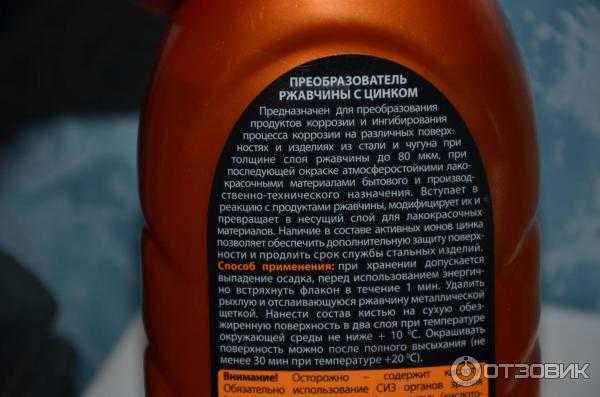 ПРЕОБРАЗОВАТЕЛЬ
РЖАВЧИНЫ С ЦИНКОМ
Предназначен для преобразования
продуктов коррозии и ингибирования
процесса коррозии на различных поверх-
ностях и изделиях из стали и чугуна при
толщине слоя ржавчины до 80 мкм, при
последующей окраске атмосферостойкими лако-
красочными материалами бытового и производ-
ственно-технического назначения. Вступает в
реакцию с продуктами ржавчины, модифицирует их и
превращает в несущий слой для лакокрасочных
материалов. Наличие в составе активных ионов цинка
позволяет обеспечить дополнительную защиту поверх-
ности и продлить срок службы стальных изделий.
Способ применения: при хранении допускается
выпадение осадка, перед использованием энергич-
но встряхнуть флакон в течение 1 мин. Удалить
рыхлую и отслаивающуюся ржавчину металлической
щеткой. Нанести состав кистью на сухую обез-
жиренную поверхность в два слоя при температуре
окружающей среды не ниже + 10 °С. Окрашивать
поверхность можно после полного высыхания (не
менее 30 мин при температуре +20 °С).
Внимание! Осторожно – содержит
Обязательно использовать СИЗ органов
ОТЗОВИК